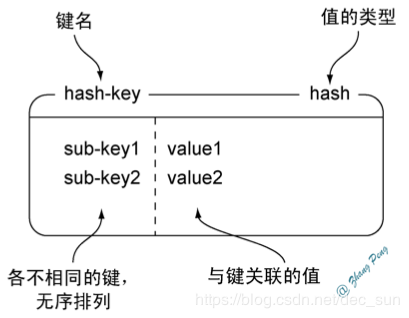 键名
值的类型
hash-key
hash
sub-key1
value1
sub-key2
value2
各不相同的键，
无序排列
与键关联的值
@ Zhang Peng
https://blog.csdn.net/dec_sun